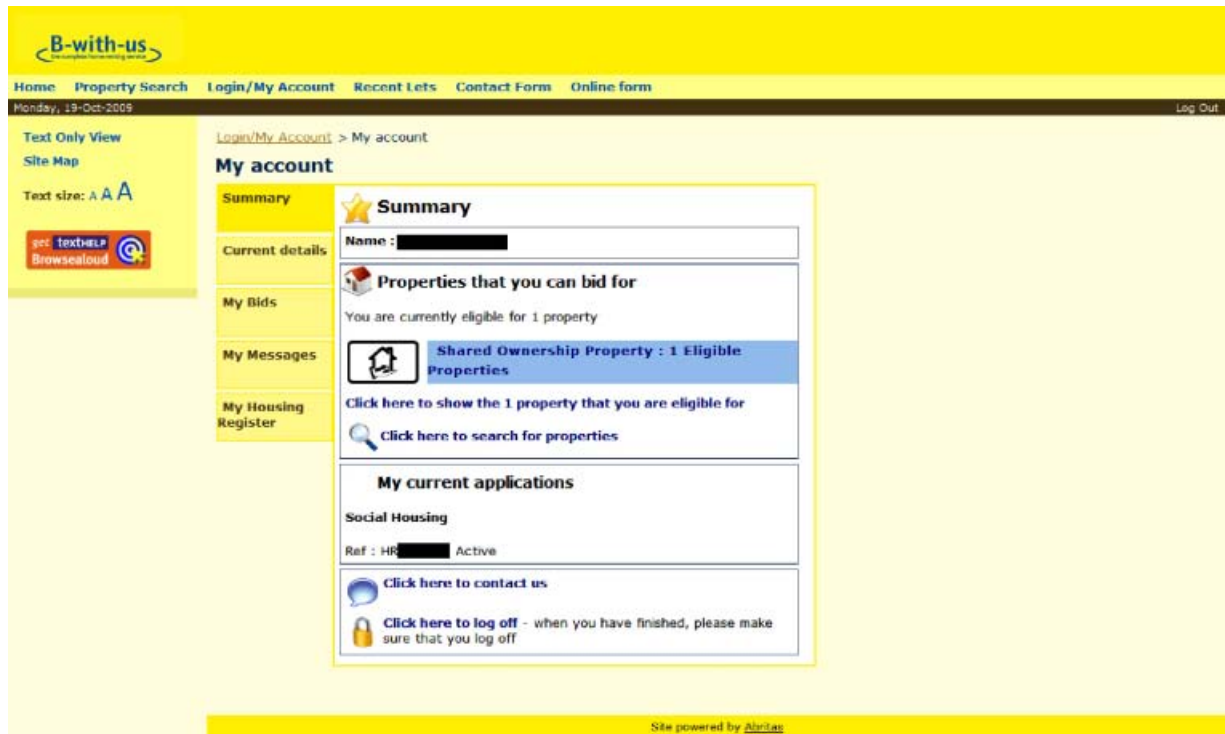 B-with-us
Home Property Search Login/My Account Recent Lets Contact Form Online form
Monday, 19-Oct-2009 Log Out
Text Only View
Site Map
Text size: A A A
get textHELP
Browsealoud
Login/My Account > My account
My account
Summary
Current details
My Bids
My Messages
My Housing
Register
Summary
Name :
Properties that you can bid for
You are currently eligible for 1 property
Shared Ownership Property : 1 Eligible
Properties
Click here to show the 1 property that you are eligible for
Click here to search for properties
My current applications
Social Housing
Ref : HR Active
Click here to contact us
Click here to log off - when you have finished, please make
sure that you log off
Site powered by Abritas